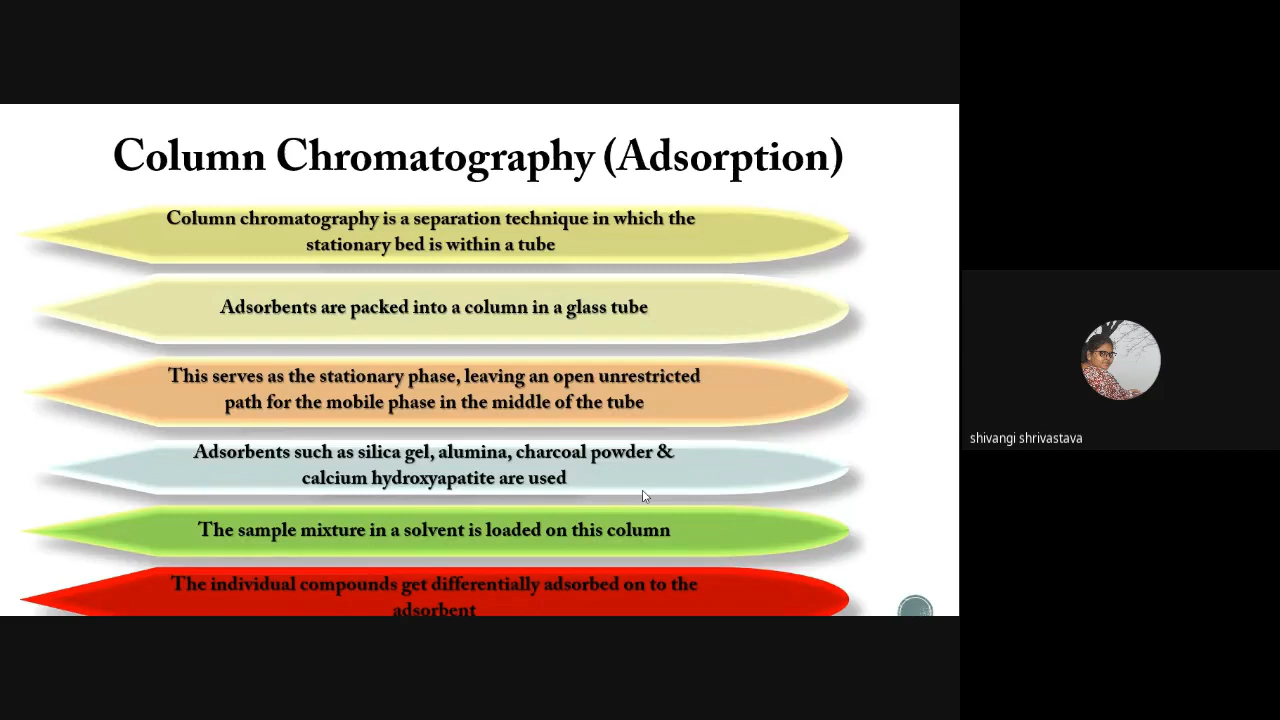 Column Chromatography (Adsorption)
Column chromatography is a separation technique in which the
stationary bed is within a tube
Adsorbents are packed into a column in a glass tube
This serves as the stationary phase, leaving an open unrestricted
path for the mobile phase in the middle of the tube
Adsorbents such as silica gel, alumina, charcoal powder &
calcium hydroxyapatite are used
The sample mixture in a solvent is loaded on this column
The individual compounds get differentially adsorbed on to the
adsorbent
shivangi shrivastava